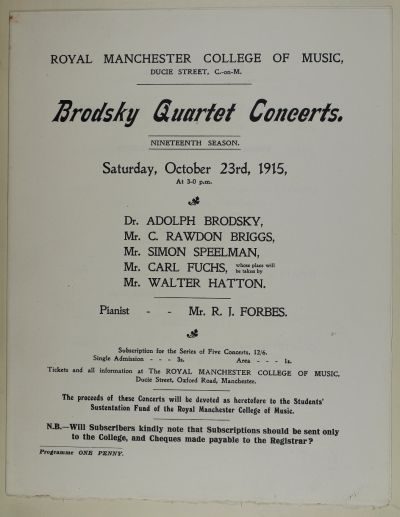 ROYAL MANCHESTER COLLEGE OF MUSIC,
DUCIE STREET, C.-on-M.
Brodsky Quartet Concerts.
NINETEENTH SEASON.
Saturday, October 23rd, 1915,
At 3-0 p.m.
Dr. ADOLPH BRODSKY,
Mr. C. RAWDON BRIGGS,
Mr. SIMON SPEELMAN,
Mr. CARL FUCHS, whose place will be taken by
Mr. WALTER HATTON.
Pianist - - Mr. R. J. FORBES.
Subscription for the Series of Five Concerts, 12/6.
Single Admission - - - 3s. Area - - - 1s.
Tickets and all information at The ROYAL MANCHESTER COLLEGE OF MUSIC,
Ducie Street, Oxford Road, Manchester.
The proceeds of these Concerts will be devoted as heretofore to the Students'
Sustentation Fund of the Royal Manchester College of Music.
N.B.—Will Subscribers kindly note that Subscriptions should be sent only
to the College, and Cheques made payable to the Registrar?
Programme ONE PENNY.